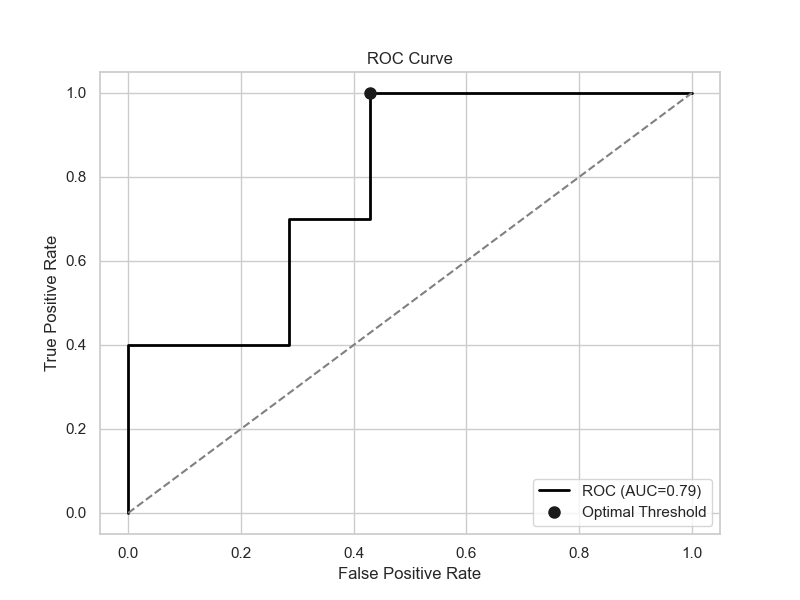 ROC Curve
True Positive Rate
1.0
0.8
0.6
0.4
0.2
0.0
0.0 0.2 0.4 0.6 0.8 1.0
False Positive Rate
ROC (AUC=0.79)
Optimal Threshold